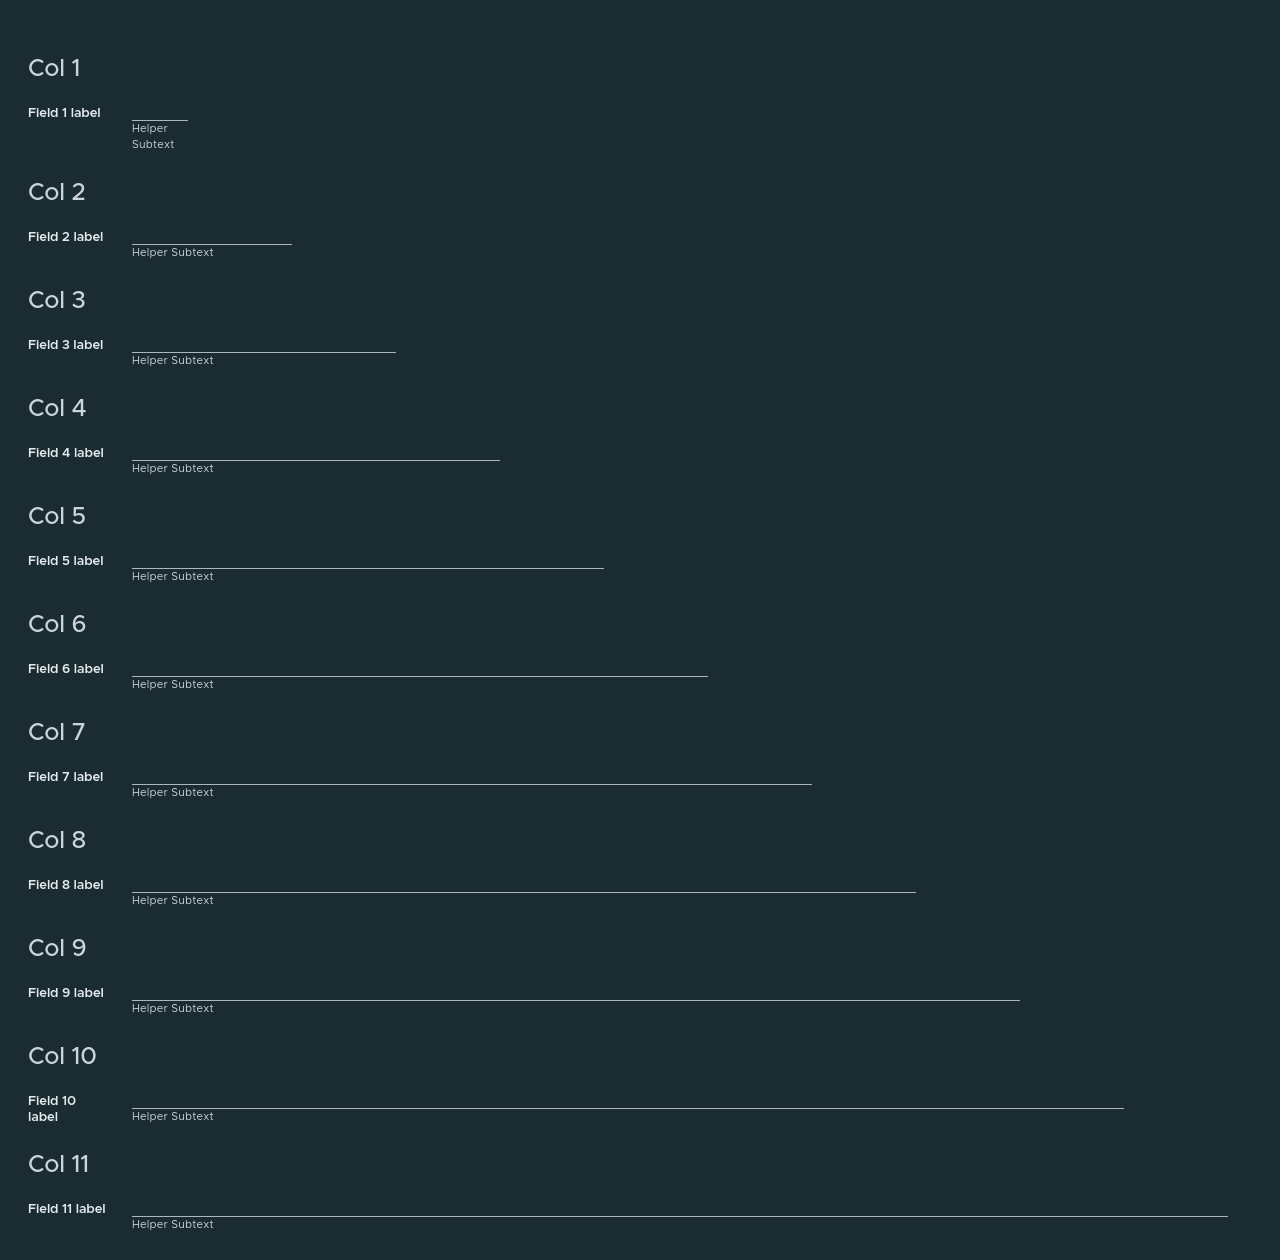 Col 1
Field 1 label
Helper
Subtext
Col 2
Field 2 label
Helper Subtext
Col 3
Field 3 label
Helper Subtext
Col 4
Field 4 label
Helper Subtext
Col 5
Field 5 label
Helper Subtext
Col 6
Field 6 label
Helper Subtext
Col 7
Field 7 label
Helper Subtext
Col 8
Field 8 label
Helper Subtext
Col 9
Field 9 label
Helper Subtext
Col 10
Field 10
label
Helper Subtext
Col 11
Field 11 label
Helper Subtext